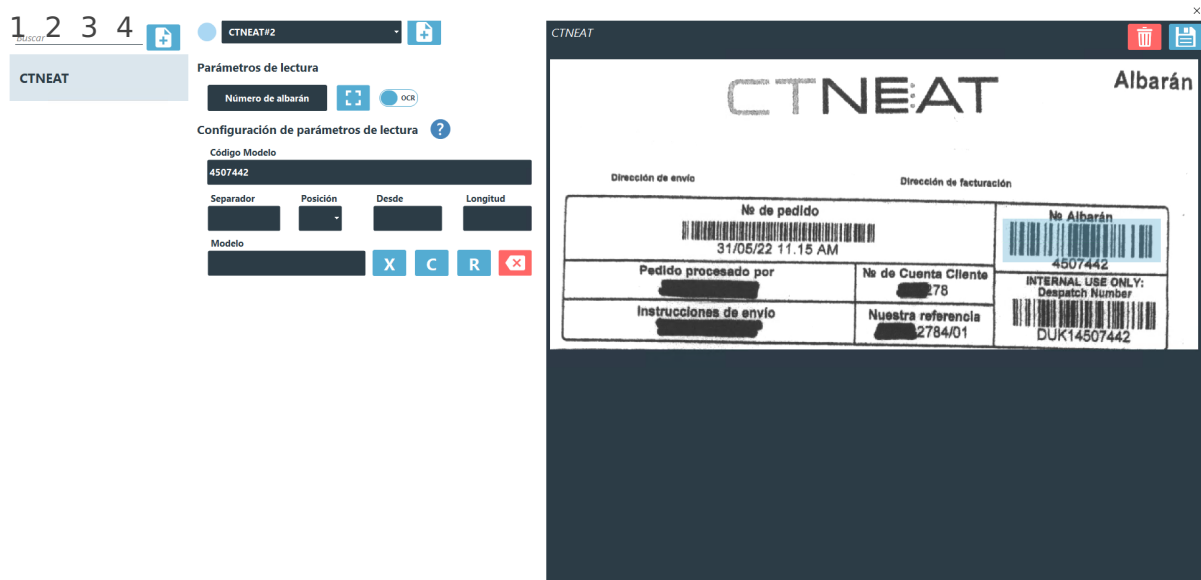 1 2 3 4
Buscar
CTNEAT
CTNEAT#2
Parámetros de lectura
Número de albarán
OCR
Configuración de parámetros de lectura ?
Código Modelo
4507442
Separador Posición Desde Longitud
Modelo
X C R
CTNEAT
CTNEAT
Albarán
Dirección de envío
Dirección de facturación
Nº de pedido
31/05/22 11.15 AM
Nº Albarán
4507442
Pedido procesado por
Nº de Cuenta Cliente
278
INTERNAL USE ONLY:
Despatch Number
DUK14507442
Instrucciones de envío
Nuestra referencia
2784/01